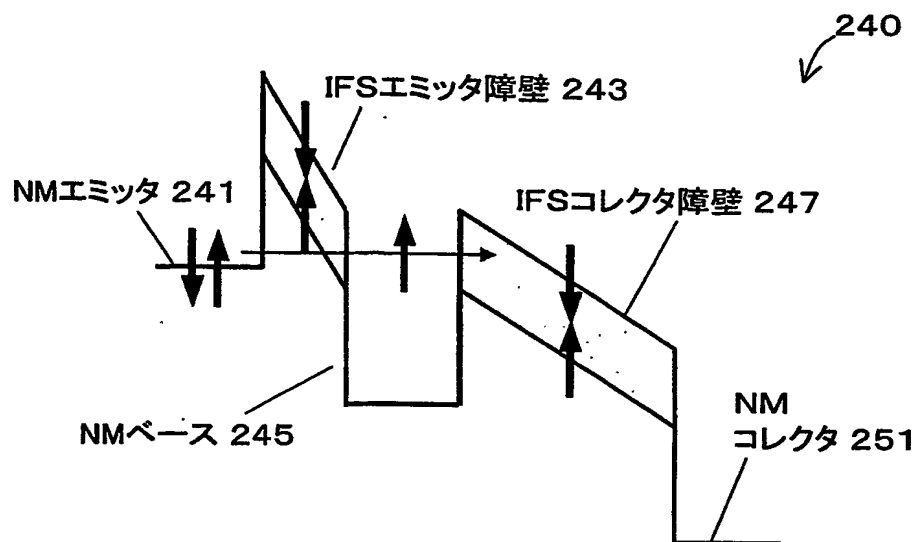 240
IFSエミッタ障壁 243
NMエミッタ 241
IFSコレクタ障壁 247
NMベース 245
NM
コレクタ 251